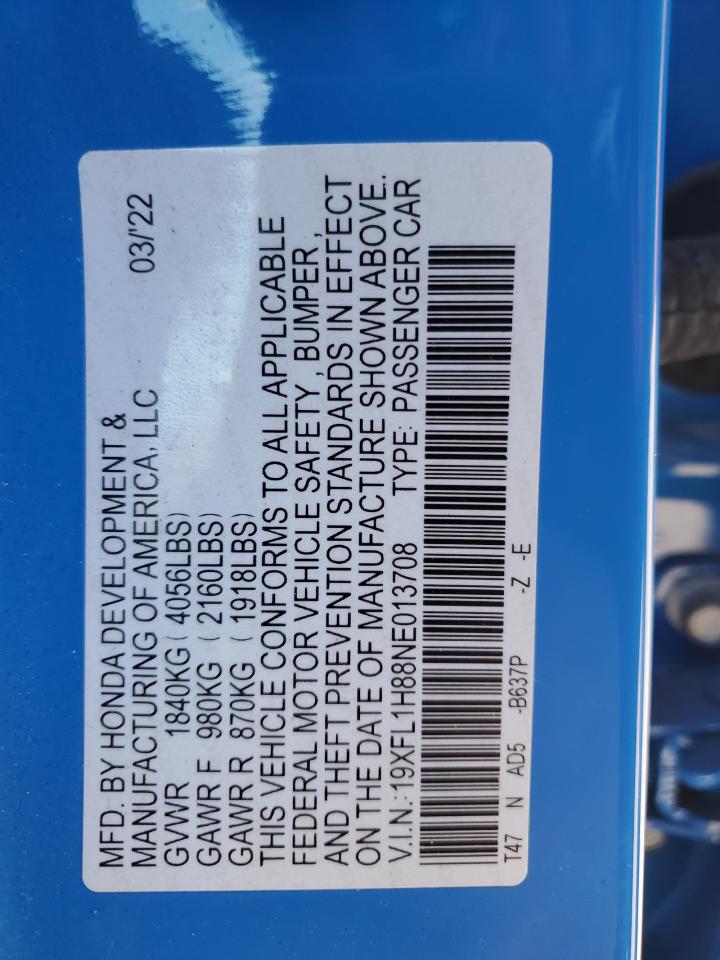 MFD. BY HONDA DEVELOPMENT &
MANUFACTURING OF AMERICA, LLC 03/'22
GVWR 1840KG ( 4056LBS)
GAWR F 980KG ( 2160LBS)
GAWR R 870KG ( 1918LBS)
THIS VEHICLE CONFORMS TO ALL APPLICABLE
FEDERAL MOTOR VEHICLE SAFETY , BUMPER ,
AND THEFT PREVENTION STANDARDS IN EFFECT
ON THE DATE OF MANUFACTURE SHOWN ABOVE.
V.I.N.:19XFL1H88NE013708 TYPE: PASSENGER CAR
T47 N AD5 -B637P -Z -E